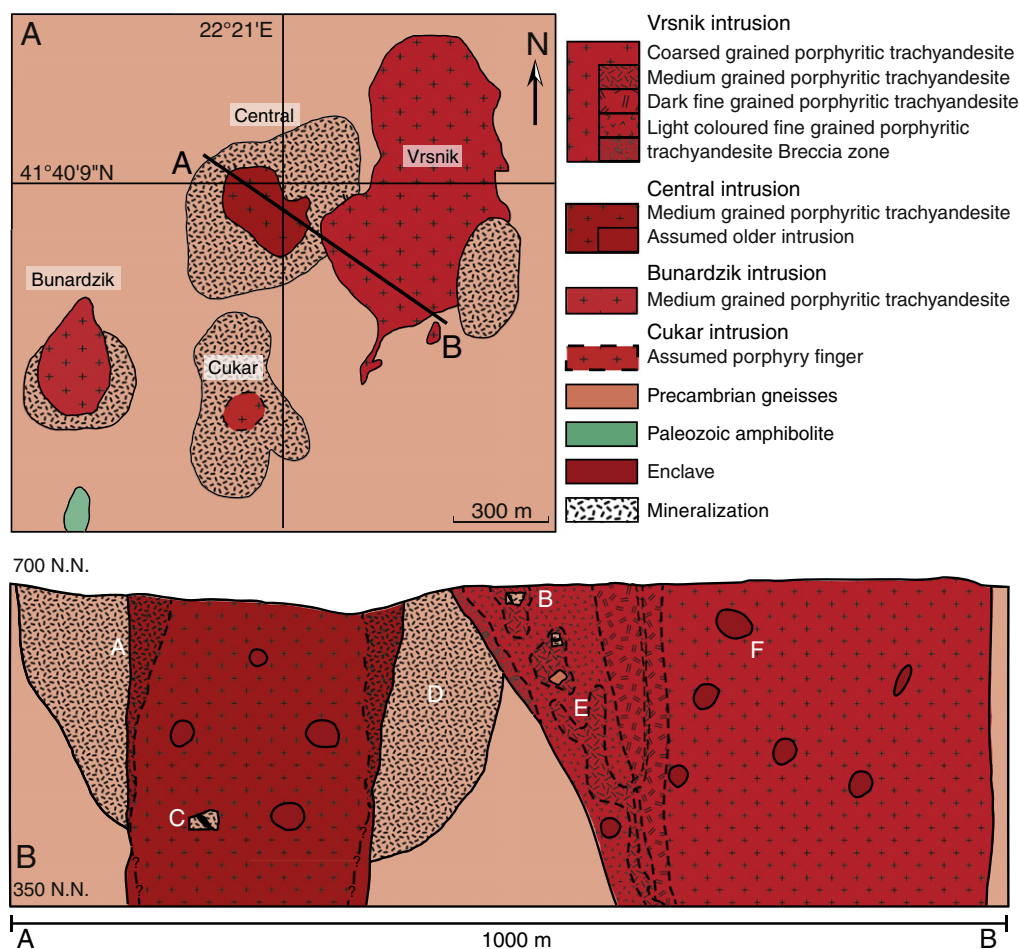 A
22°21'E
N
Central
A
Vrsnik
41°40'9"N
Bunardzik
B
Cukar
300 m
Vrsnik intrusion
Coarsed grained porphyritic trachyandesite
Medium grained porphyritic trachyandesite
Dark fine grained porphyritic trachyandesite
Light coloured fine grained porphyritic
trachyandesite Breccia zone
Central intrusion
Medium grained porphyritic trachyandesite
Assumed older intrusion
Bunardzik intrusion
Medium grained porphyritic trachyandesite
Cukar intrusion
Assumed porphyry finger
Precambrian gneisses
Paleozoic amphibolite
Enclave
Mineralization
700 N.N.
B
A
F
D
E
C
B
? ?
? ?
350 N.N.
A
1000 m
B